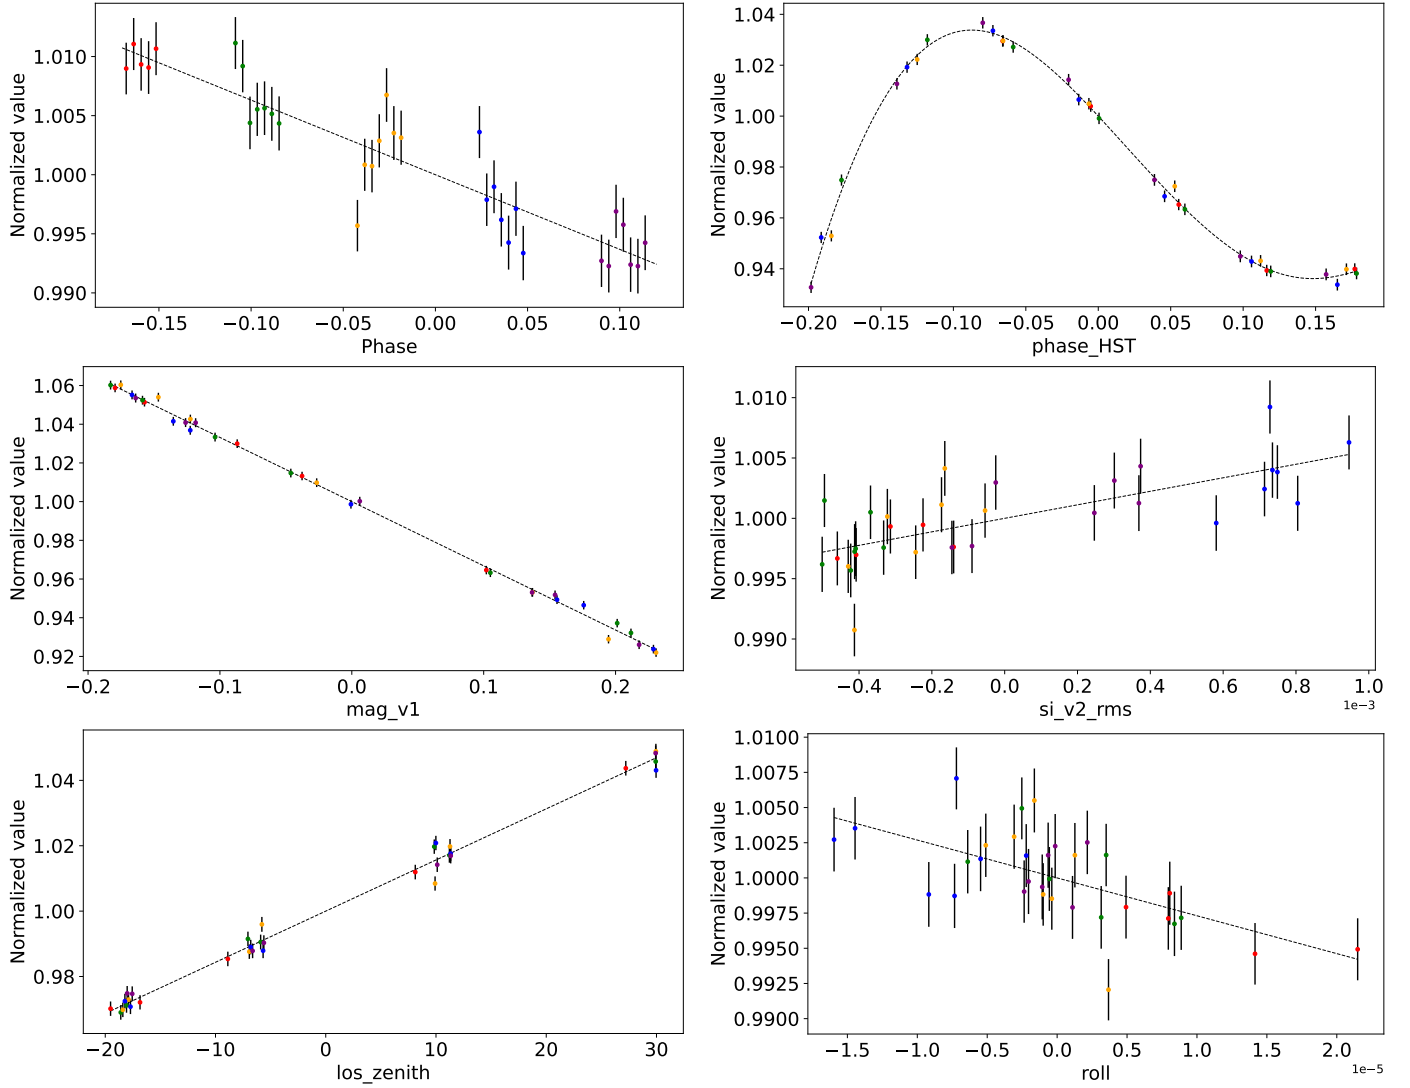 Normalized value
1.010
1.005
1.000
0.995
0.990
−0.15 −0.10 −0.05 0.00 0.05 0.10
Phase
Normalized value
1.04
1.02
1.00
0.98
0.96
0.94
−0.20 −0.15 −0.10 −0.05 0.00 0.05 0.10 0.15
phase_HST
Normalized value
1.06
1.04
1.02
1.00
0.98
0.96
0.94
0.92
−0.2 −0.1 0.0 0.1 0.2
mag_v1
Normalized value
1.010
1.005
1.000
0.995
0.990
−0.4 −0.2 0.0 0.2 0.4 0.6 0.8 1.0
si_v2_rms
1e−3
Normalized value
1.04
1.02
1.00
0.98
−20 −10 0 10 20 30
los_zenith
Normalized value
1.0100
1.0075
1.0050
1.0025
1.0000
0.9975
0.9950
0.9925
0.9900
−1.5 −1.0 −0.5 0.0 0.5 1.0 1.5 2.0
roll
1e−5